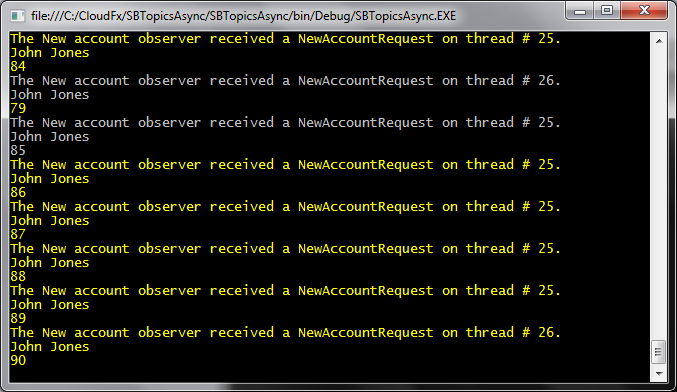 file:///C:/CloudFx/SBTopicsAsync/SBTopicsAsync/bin/Debug/SBTopicsAsync.EXE
The New account observer received a NewAccountRequest on thread # 25.
John Jones
84
The New account observer received a NewAccountRequest on thread # 26.
John Jones
79
The New account observer received a NewAccountRequest on thread # 25.
John Jones
85
The New account observer received a NewAccountRequest on thread # 25.
John Jones
86
The New account observer received a NewAccountRequest on thread # 25.
John Jones
87
The New account observer received a NewAccountRequest on thread # 25.
John Jones
88
The New account observer received a NewAccountRequest on thread # 25.
John Jones
89
The New account observer received a NewAccountRequest on thread # 26.
John Jones
90